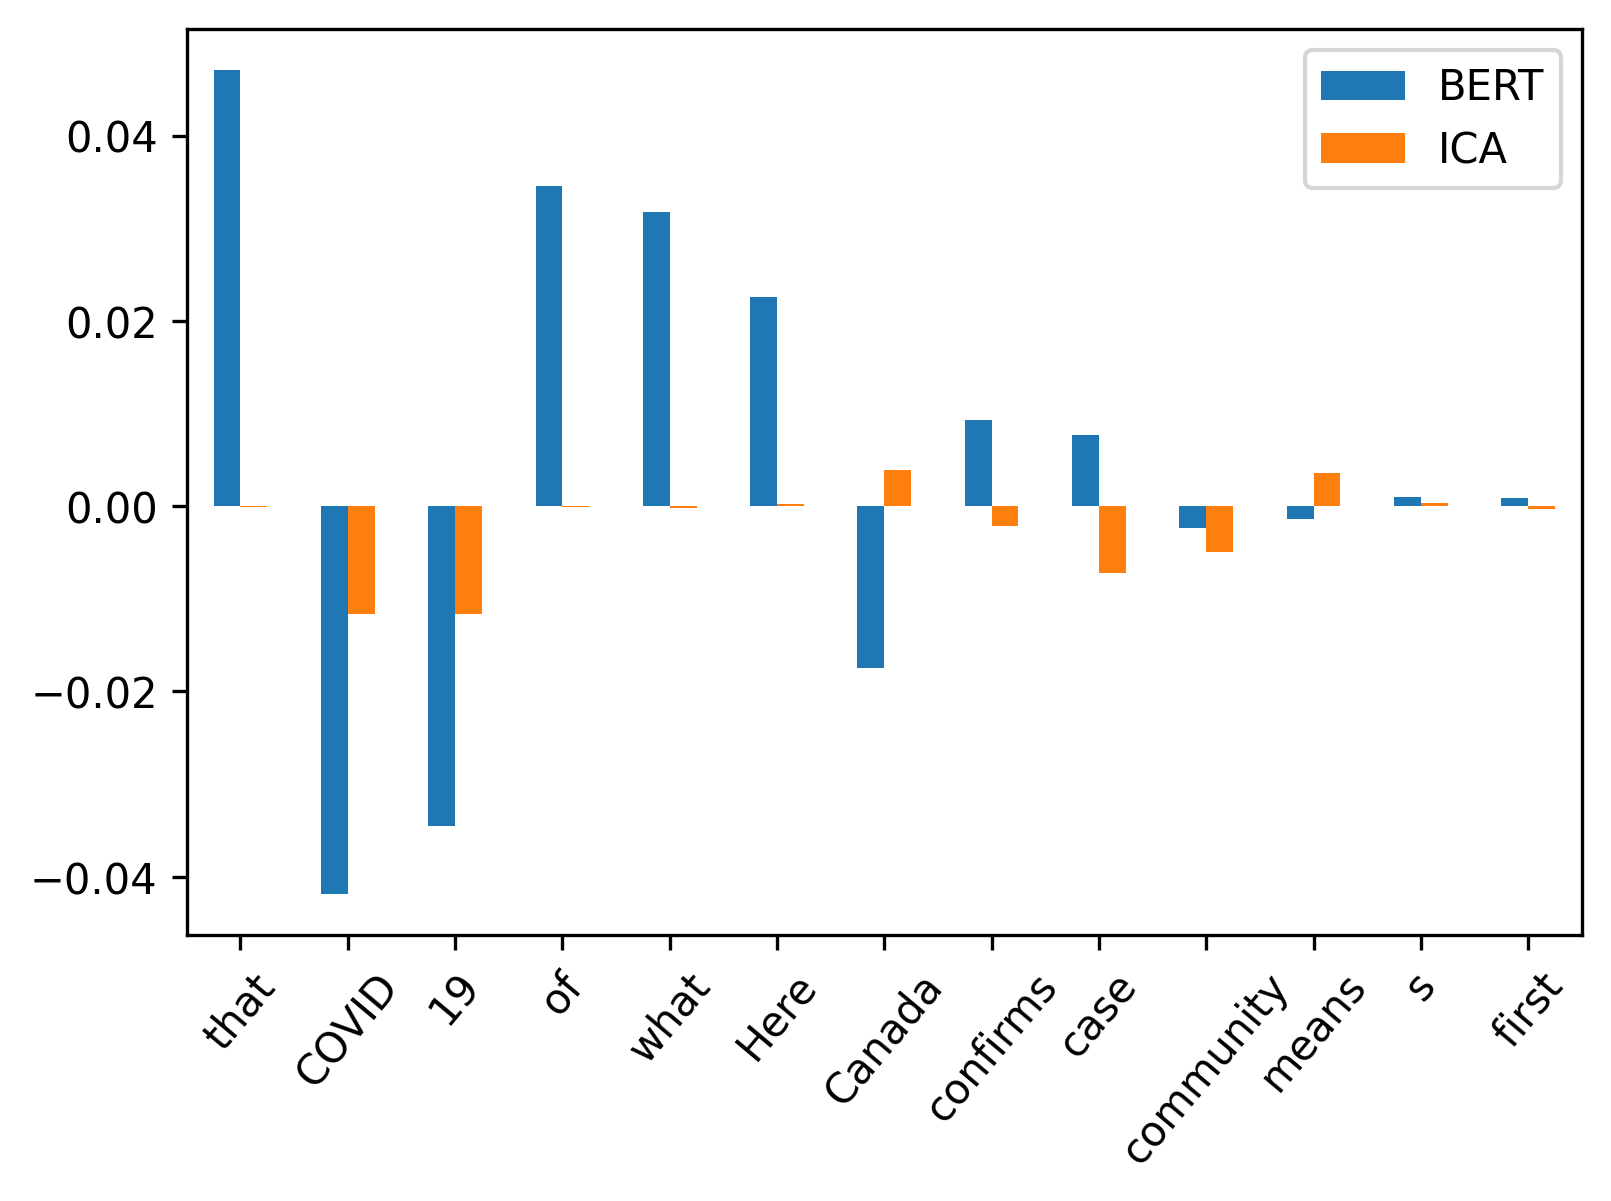 BERT
ICA
0.04
0.02
0.00
−0.02
−0.04
that
COVID
19
of
what
Here
Canada
confirms
case
community
means
s
first